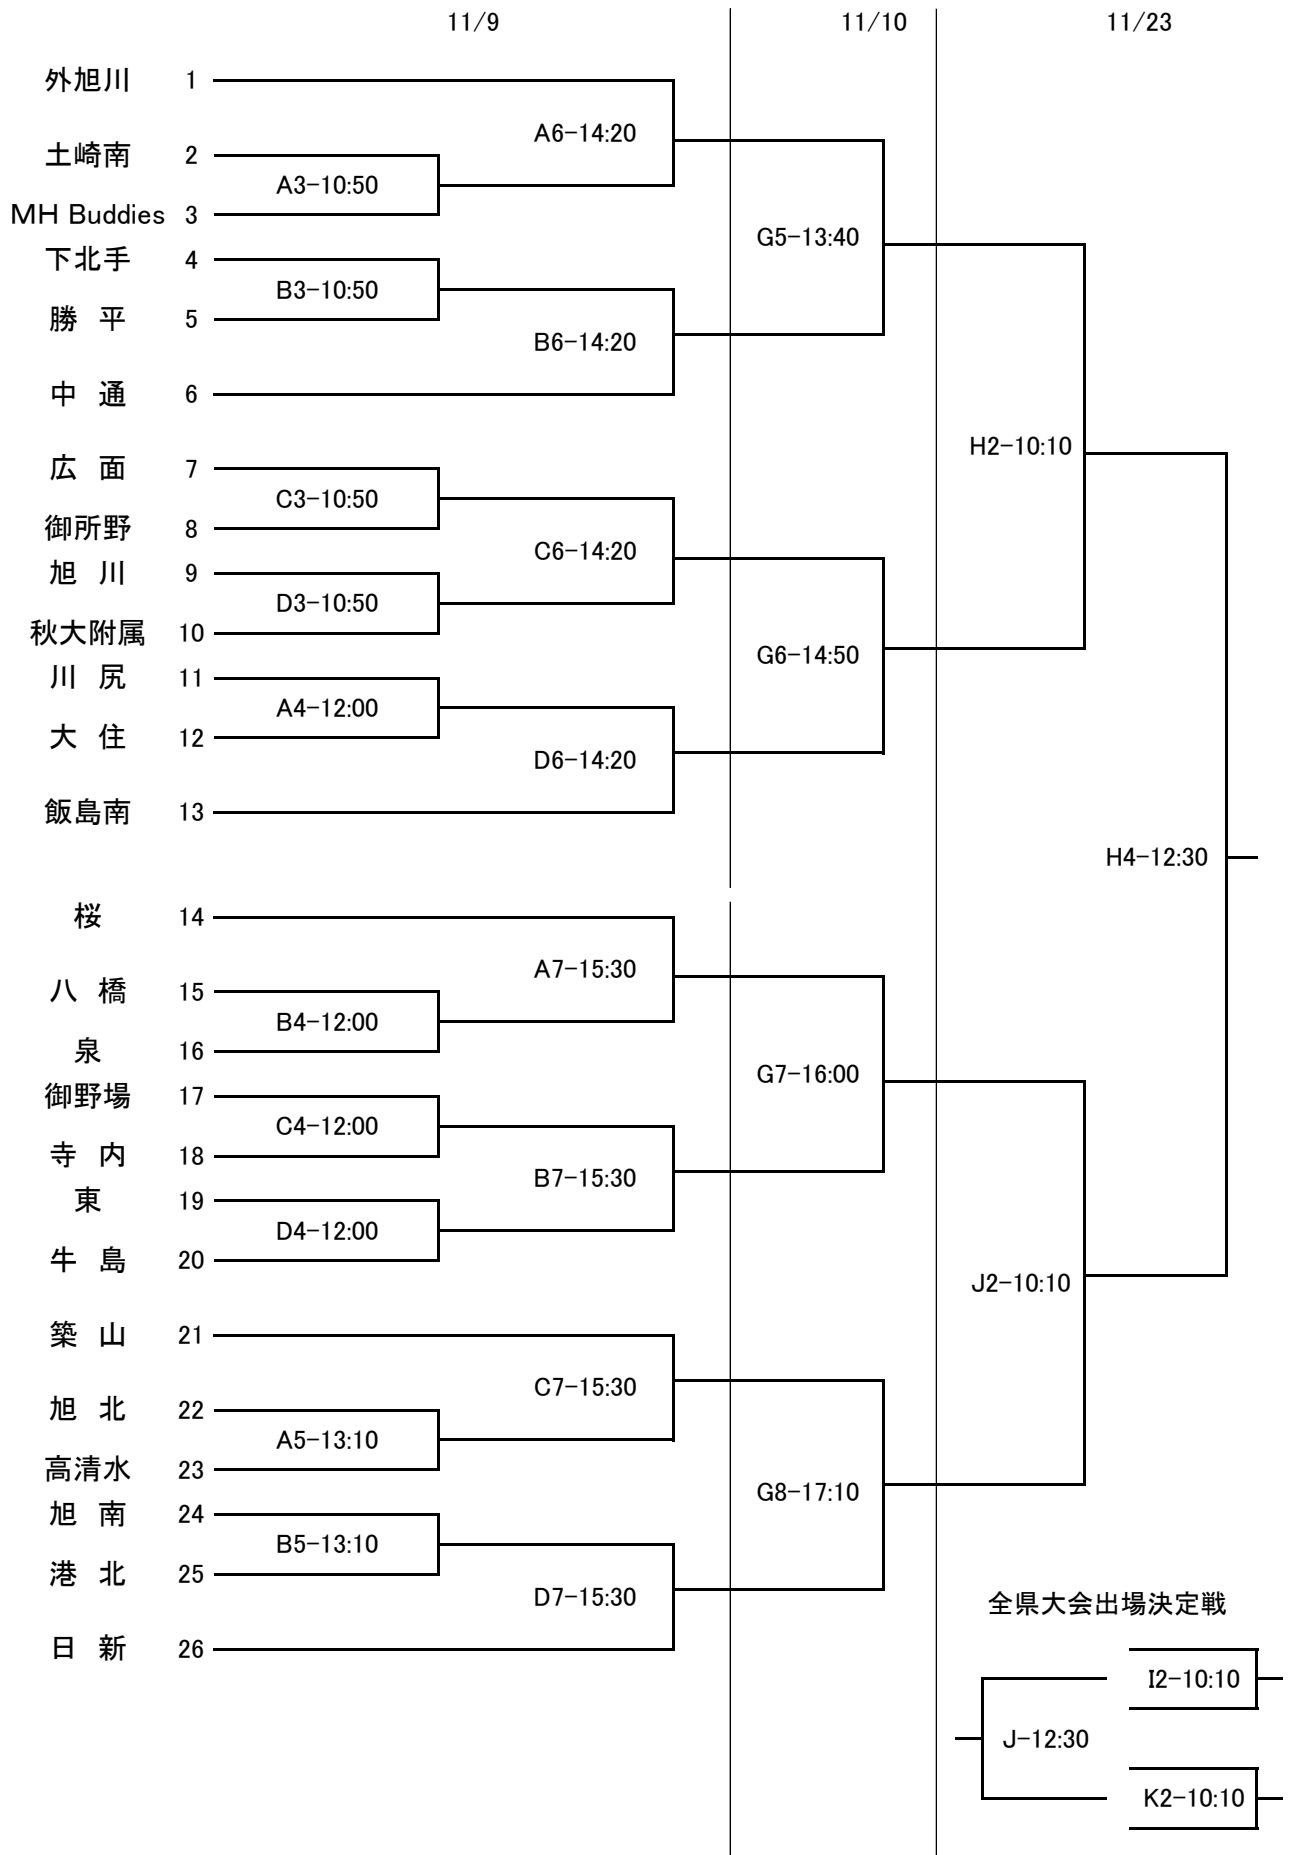 11/9 11/10 11/23
外旭川 1
A6-14:20
土崎南 2
A3-10:50
MH Buddies 3
G5-13:40
下北手 4
B3-10:50
勝 平 5
B6-14:20
中 通 6
H2-10:10
広 面 7
C3-10:50
御所野 8
C6-14:20
旭 川 9
D3-10:50
秋大附属 10
G6-14:50
川 尻 11
A4-12:00
大 住 12
D6-14:20
飯島南 13
H4-12:30
桜 14
A7-15:30
八 橋 15
B4-12:00
泉 16
G7-16:00
御野場 17
C4-12:00
寺 内 18
B7-15:30
東 19
D4-12:00
牛 島 20
J2-10:10
築 山 21
C7-15:30
旭 北 22
A5-13:10
高清水 23
G8-17:10
旭 南 24
B5-13:10
港 北 25
D7-15:30
日 新 26
全県大会出場決定戦
I2-10:10
J-12:30
K2-10:10